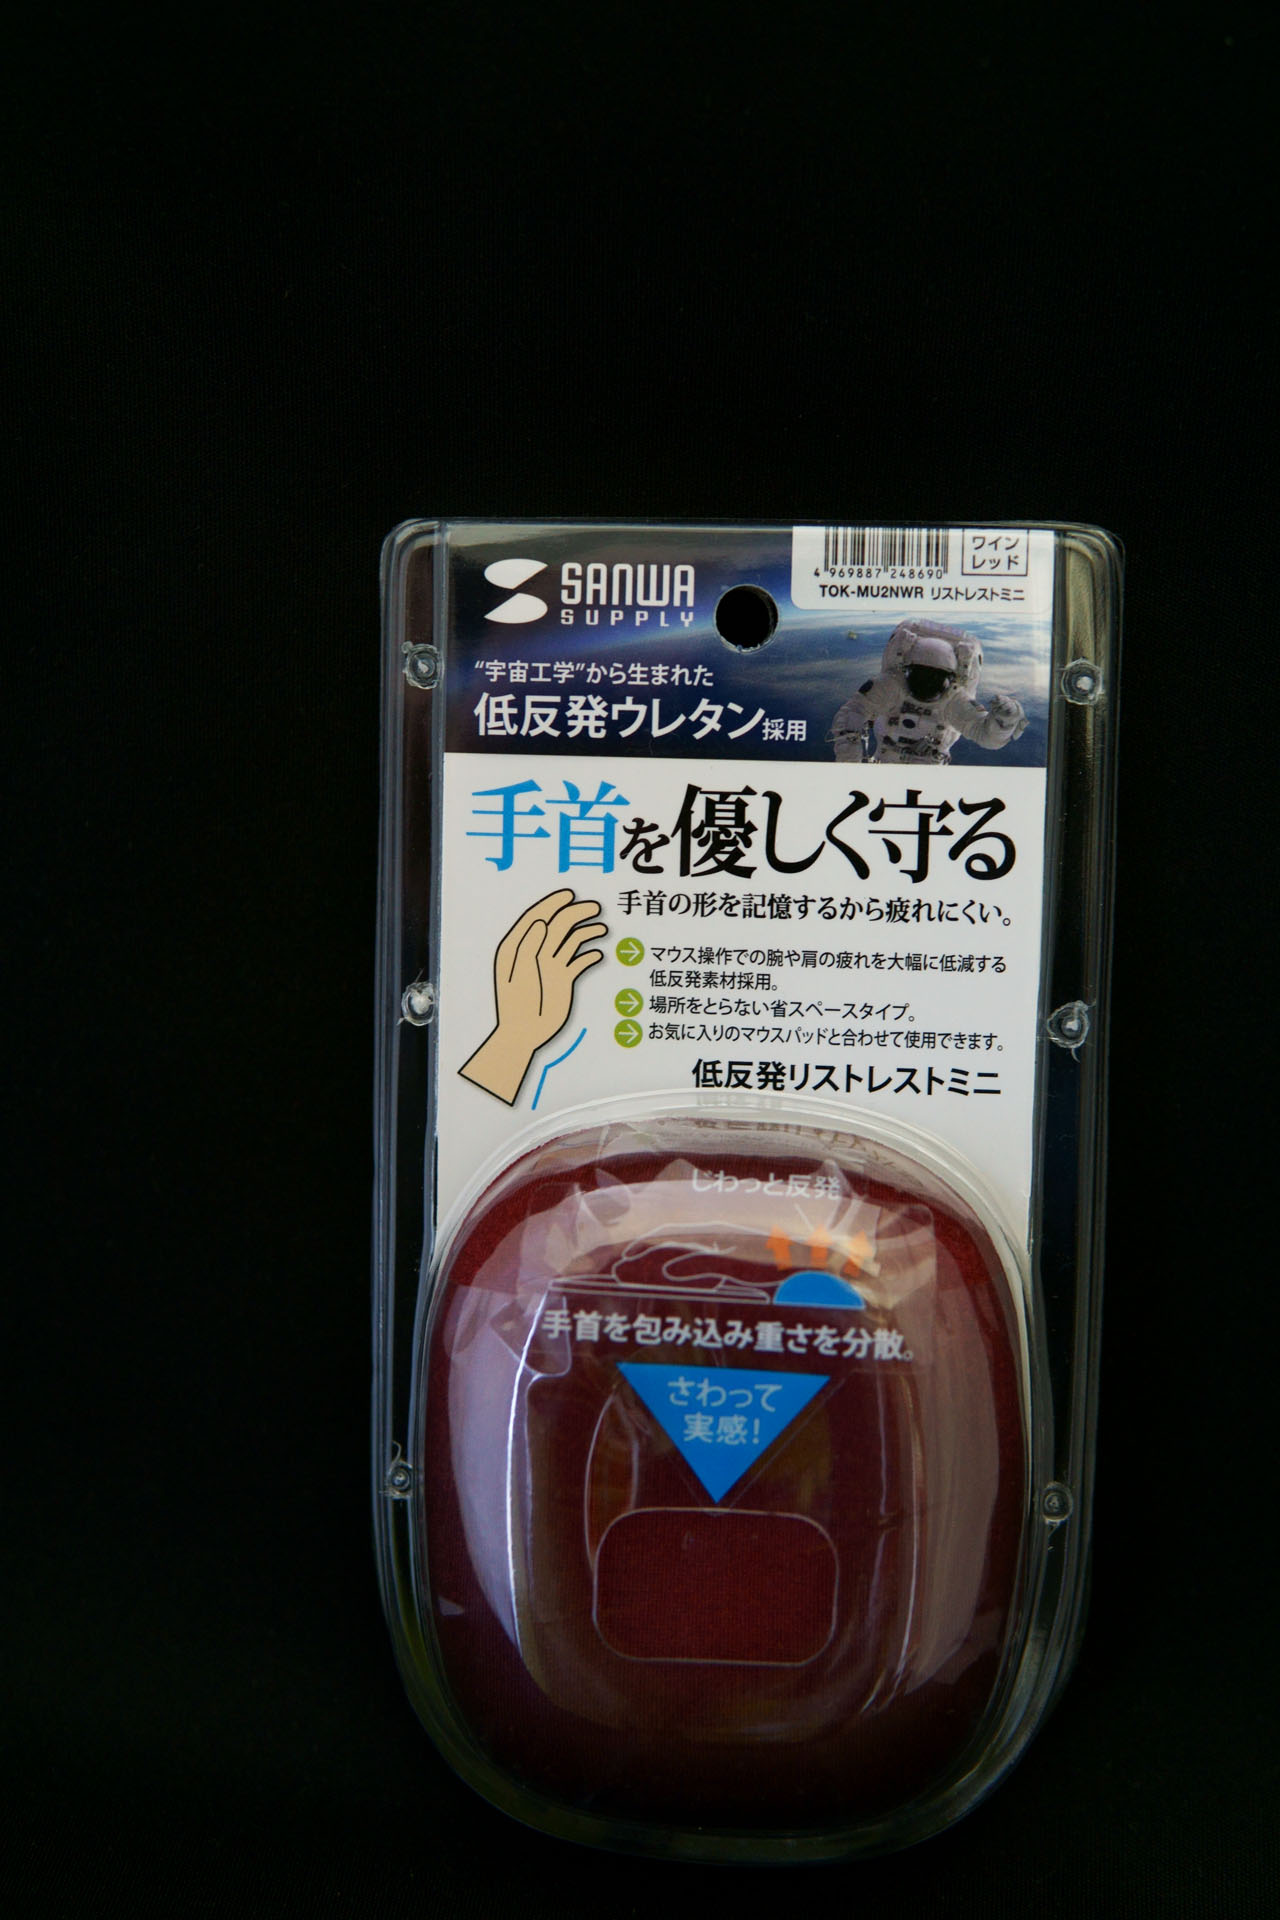 SANWA
SUPPLY
4 969887 248690
ワイン
レッド
TOK-MU2NWR リストレストミニ
“宇宙工学”から生まれた
低反発ウレタン採用
手首を優しく守る
手首の形を記憶するから疲れにくい。
マウス操作での腕や肩の疲れを大幅に低減する
低反発素材採用。
場所をとらない省スペースタイプ。
お気に入りのマウスパッドと合わせて使用できます。
低反発リストレストミニ
じわっと反発
手首を包み込み重さを分散。
さわって
実感!